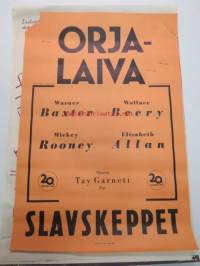 ORJA-
LAIVA
Warner Wallace
Baxter Beery
Mickey Elisabeth
Rooney Allan
20 Tay Garnett 20
SLAVSKEPPET